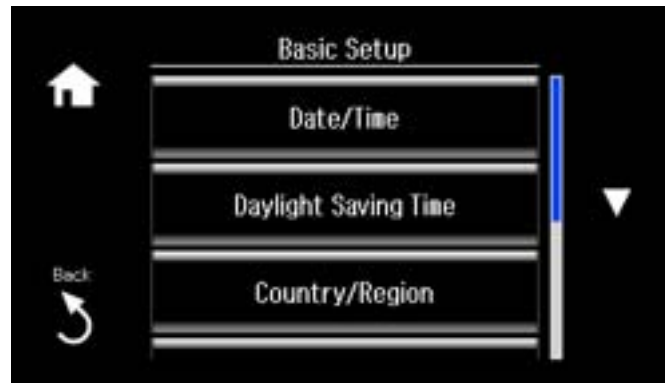 Basic Setup
Date/Time
Daylight Saving Time
Country/Region
Back